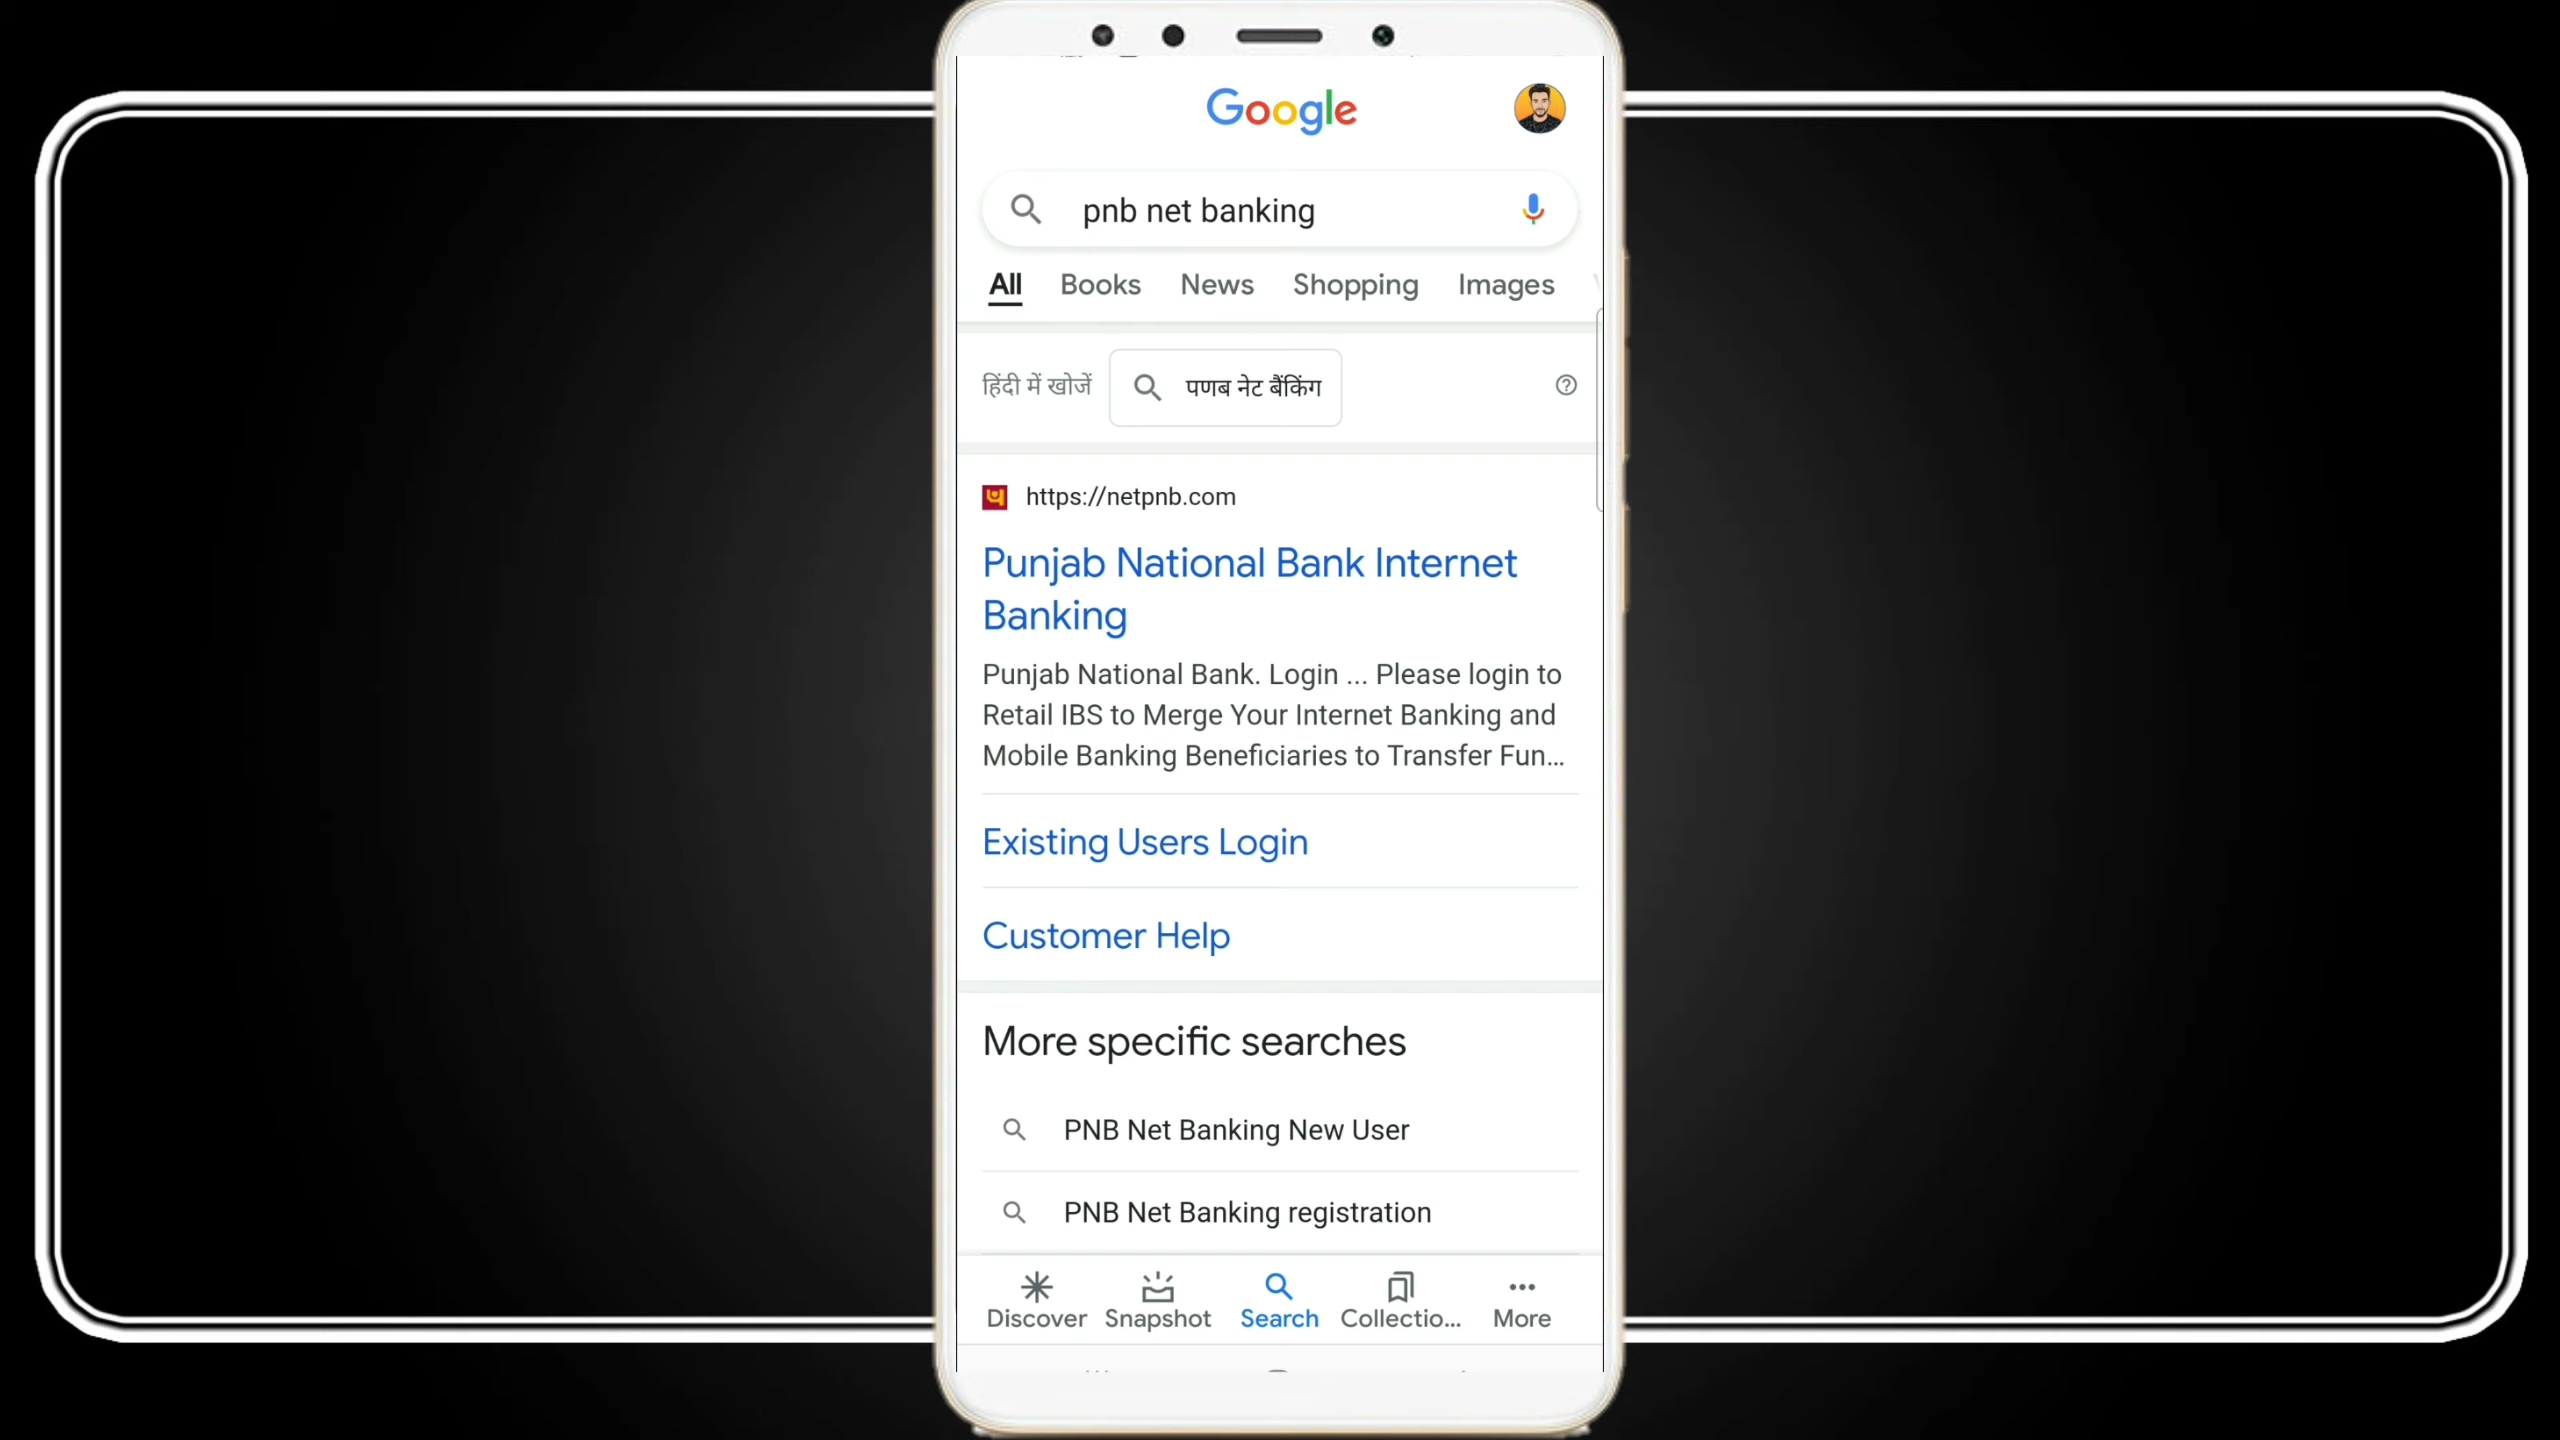 Google
pnb net banking
All Books News Shopping Images
हिंदी में खोजें पणब नेट बैंकिंग
https://netpnb.com
Punjab National Bank Internet
Banking
Punjab National Bank. Login ... Please login to
Retail IBS to Merge Your Internet Banking and
Mobile Banking Beneficiaries to Transfer Fun...
Existing Users Login
Customer Help
More specific searches
PNB Net Banking New User
PNB Net Banking registration
Discover Snapshot Search Collectio... More